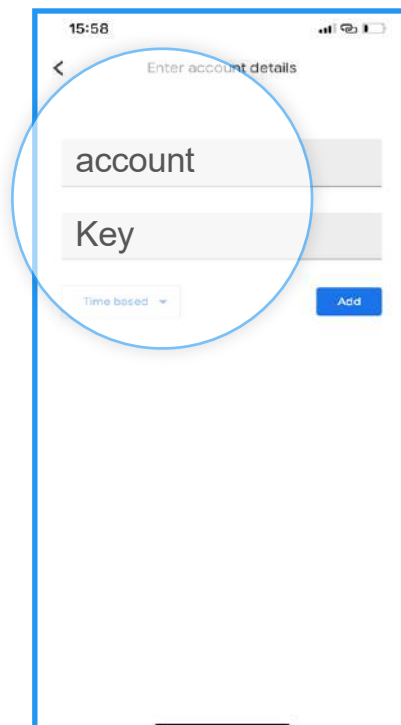 15:58
Enter account details
account
Key
Time based
Add